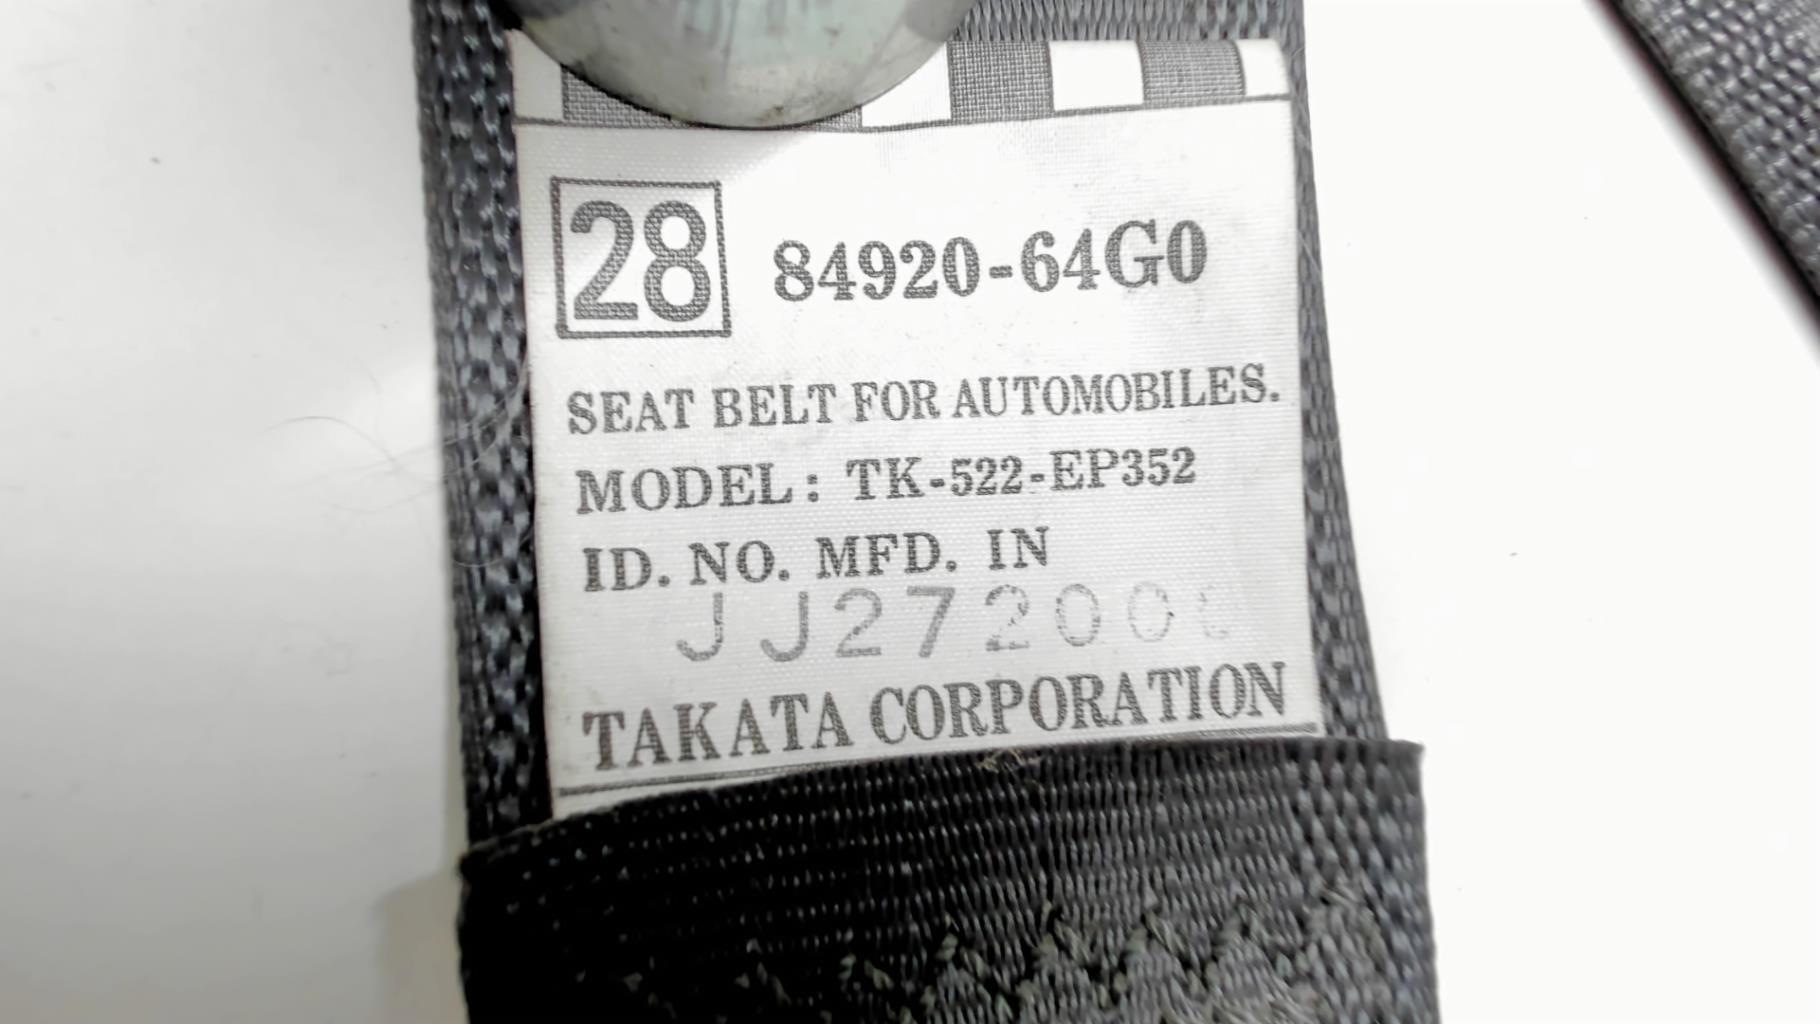 28 84920-64G0
SEAT BELT FOR AUTOMOBILES.
MODEL: TK-522-EP352
ID. NO. MFD. IN
TAKATA CORPORATION